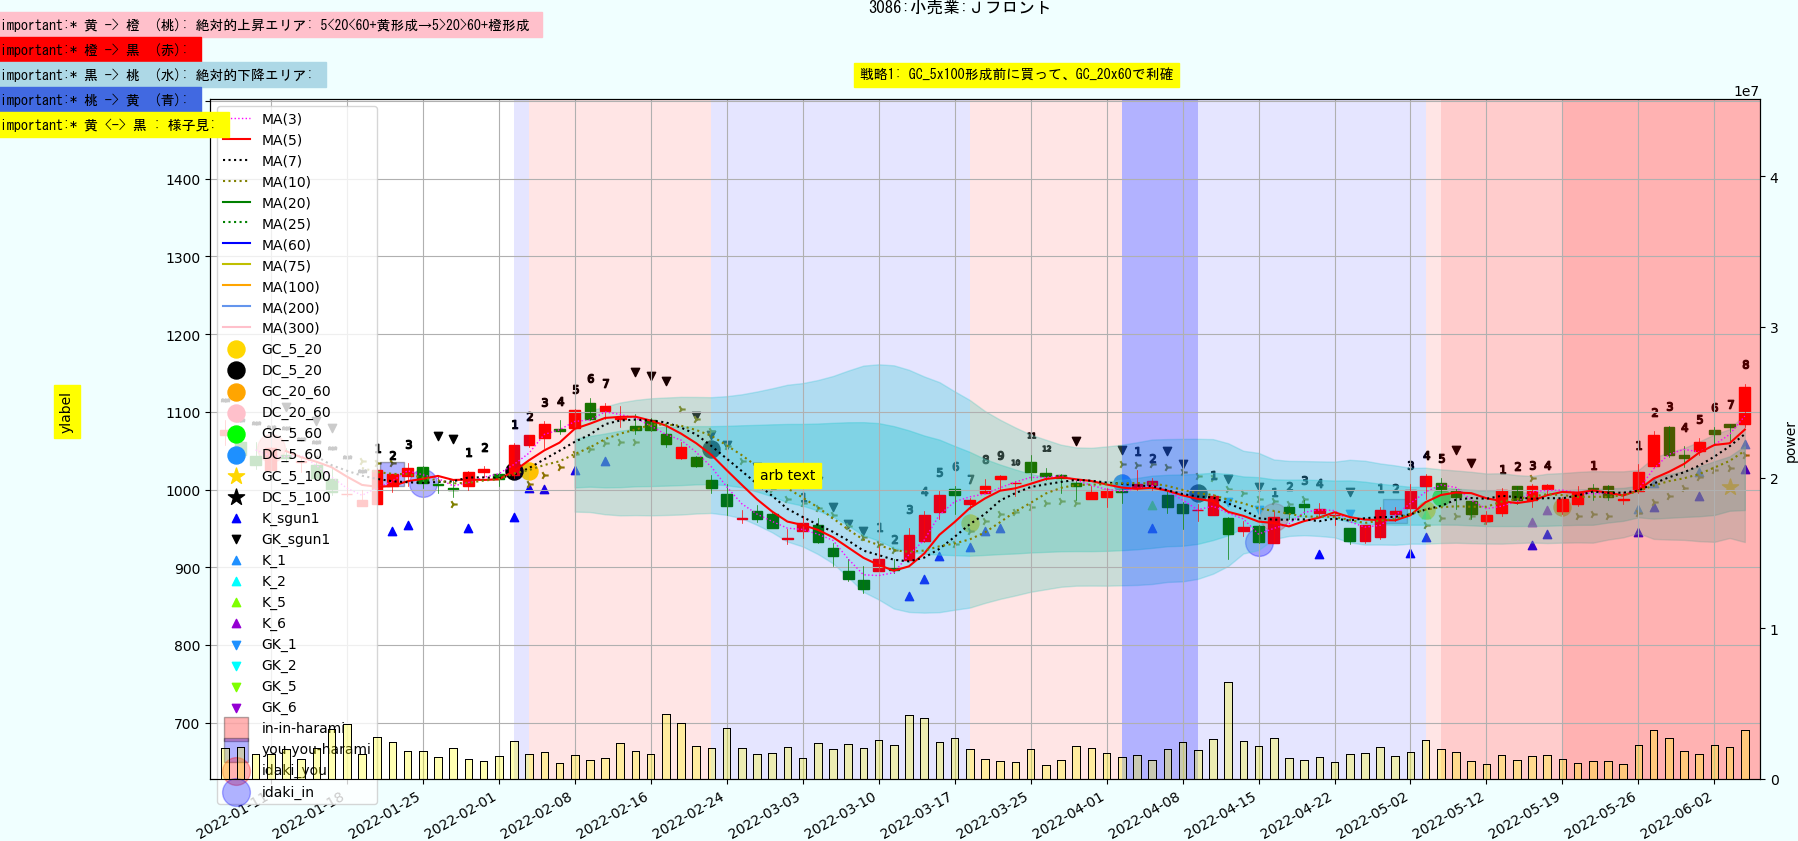 3086:小売業:Ｊフロント
important:* 黄 -> 橙 （桃）: 絶対的上昇エリア: 5<20<60+黄形成→5>20>60+橙形成
important:* 橙 -> 黒 （赤）:
important:* 黒 -> 桃 （水）: 絶対的下降エリア:
戦略1: GC_5x100形成前に買って、GC_20x60で利確
important:* 桃 -> 黄 （青）:
important:* 黄 <-> 黒 : 様子見:
1e7
MA(3)
MA(5)
MA(7)
MA(10)
MA(20)
MA(25)
MA(60)
MA(75)
MA(100)
MA(200)
MA(300)
GC_5_20
DC_5_20
GC_20_60
DC_20_60
GC_5_60
DC_5_60
GC_5_100
DC_5_100
K_sgun1
GK_sgun1
K_1
K_2
K_5
K_6
GK_1
GK_2
GK_5
GK_6
in-in-harami
you-you-harami
idaki_you
idaki_in
1400
1300
1200
1100
1000
900
800
700
ylabel
arb text
power
4
3
2
1
0
2022-01-11
2022-01-18
2022-01-25
2022-02-01
2022-02-08
2022-02-16
2022-02-24
2022-03-03
2022-03-10
2022-03-17
2022-03-25
2022-04-01
2022-04-08
2022-04-15
2022-04-22
2022-05-02
2022-05-12
2022-05-19
2022-05-26
2022-06-02